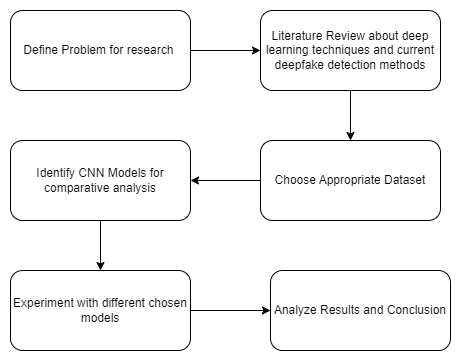 Define Problem for research
Literature Review about deep
learning techniques and current
deepfake detection methods
Choose Appropriate Dataset
Identify CNN Models for
comparative analysis
Experiment with different chosen
models
Analyze Results and Conclusion